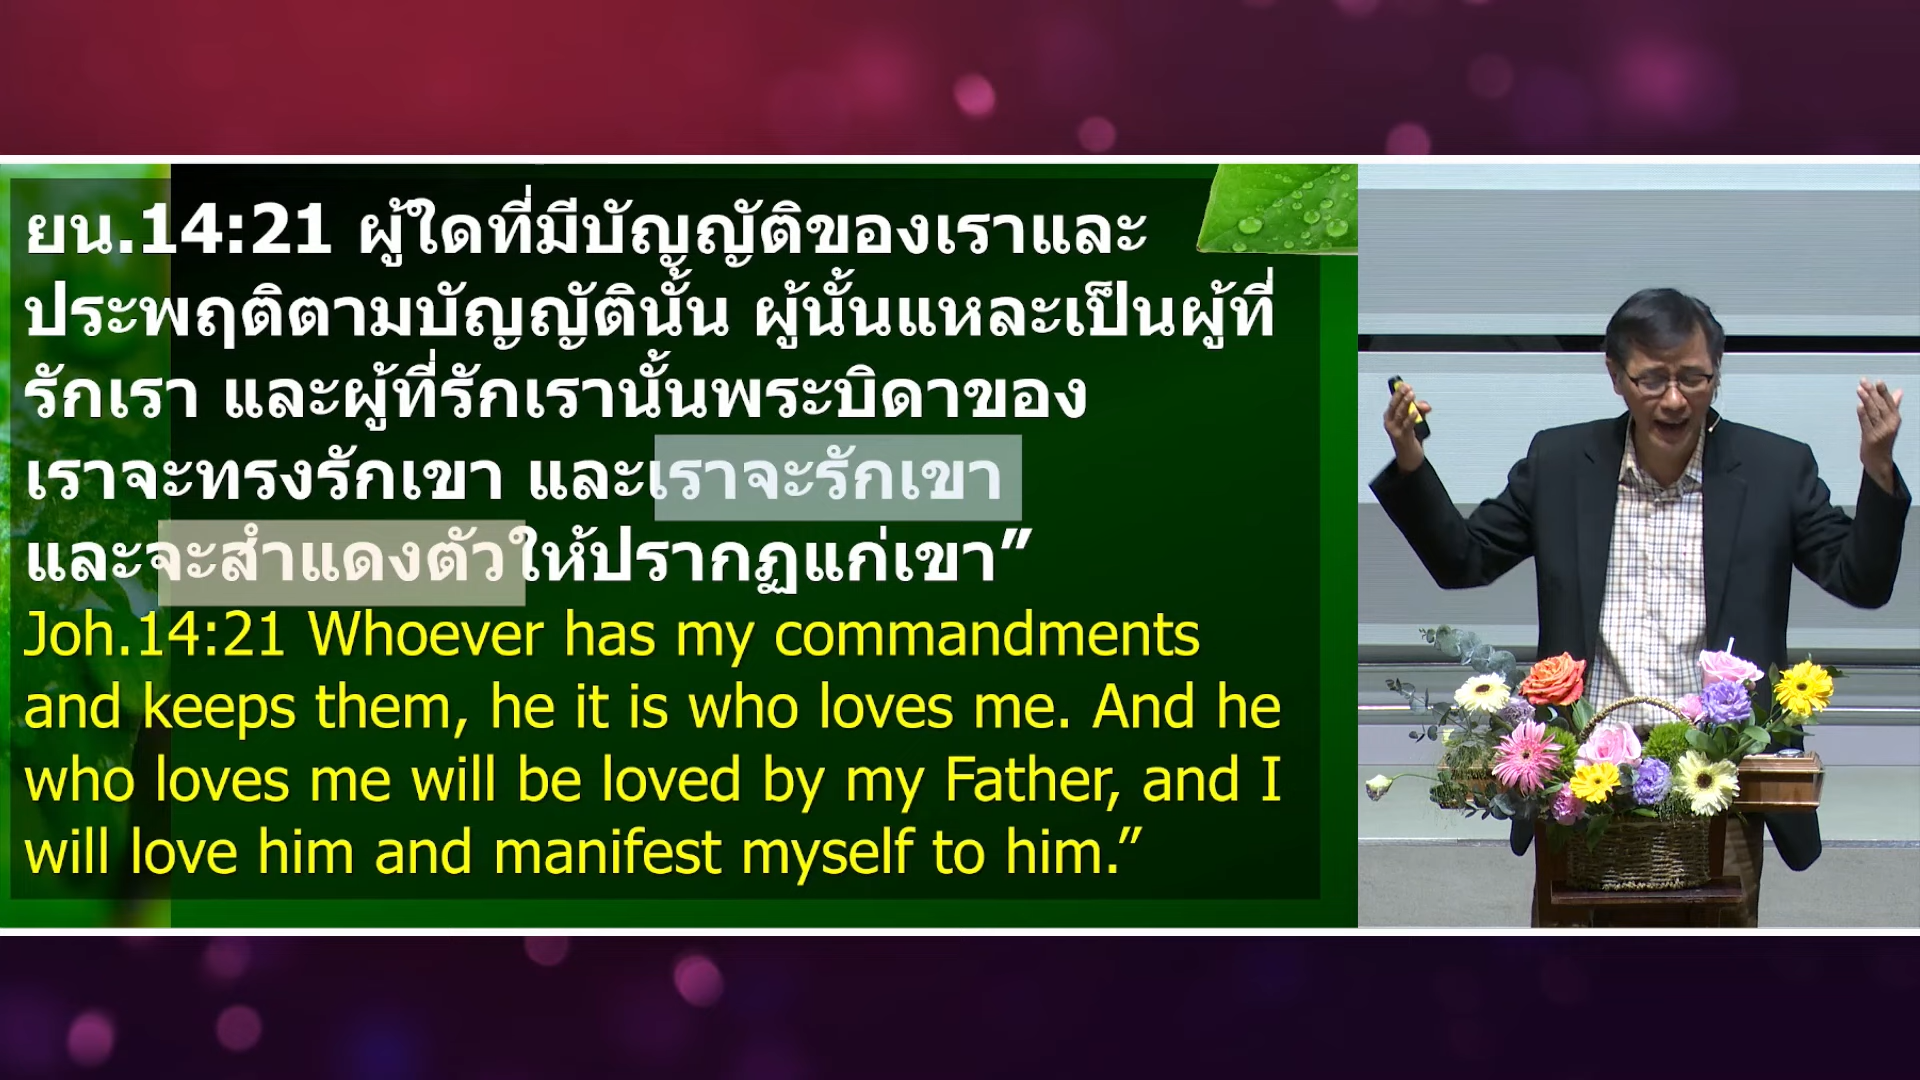 ยน.14:21 ผู้ใดที่มีบัญญัติของเราและ
ประพฤติตามบัญญัตินั้น ผู้นั้นแหละเป็นผู้ที่
รักเรา และผู้ที่รักเรานั้นพระบิดาของ
เราจะทรงรักเขา และเราจะรักเขา
และจะสำแดงตัวให้ปรากฏแก่เขา”
Joh.14:21 Whoever has my commandments
and keeps them, he it is who loves me. And he
who loves me will be loved by my Father, and I
will love him and manifest myself to him.”